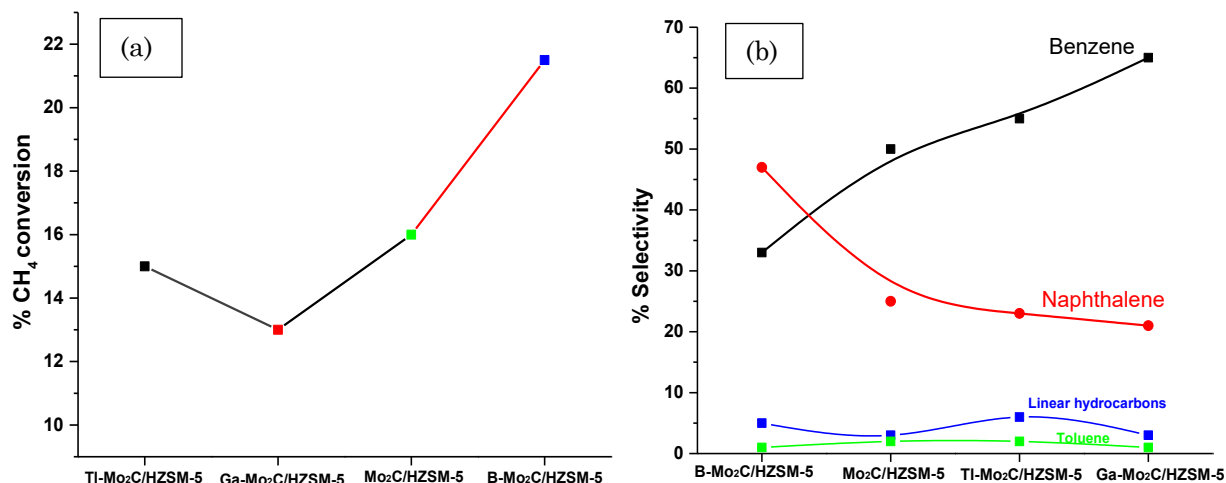 (a)
% CH₄ conversion
22
20
18
16
14
12
10
Tl-Mo₂C/HZSM-5
Ga-Mo₂C/HZSM-5
Mo₂C/HZSM-5
B-Mo₂C/HZSM-5
(b)
% Selectivity
70
60
50
40
30
20
10
0
Benzene
Naphthalene
Linear hydrocarbons
Toluene
B-Mo₂C/HZSM-5
Mo₂C/HZSM-5
Tl-Mo₂C/HZSM-5
Ga-Mo₂C/HZSM-5